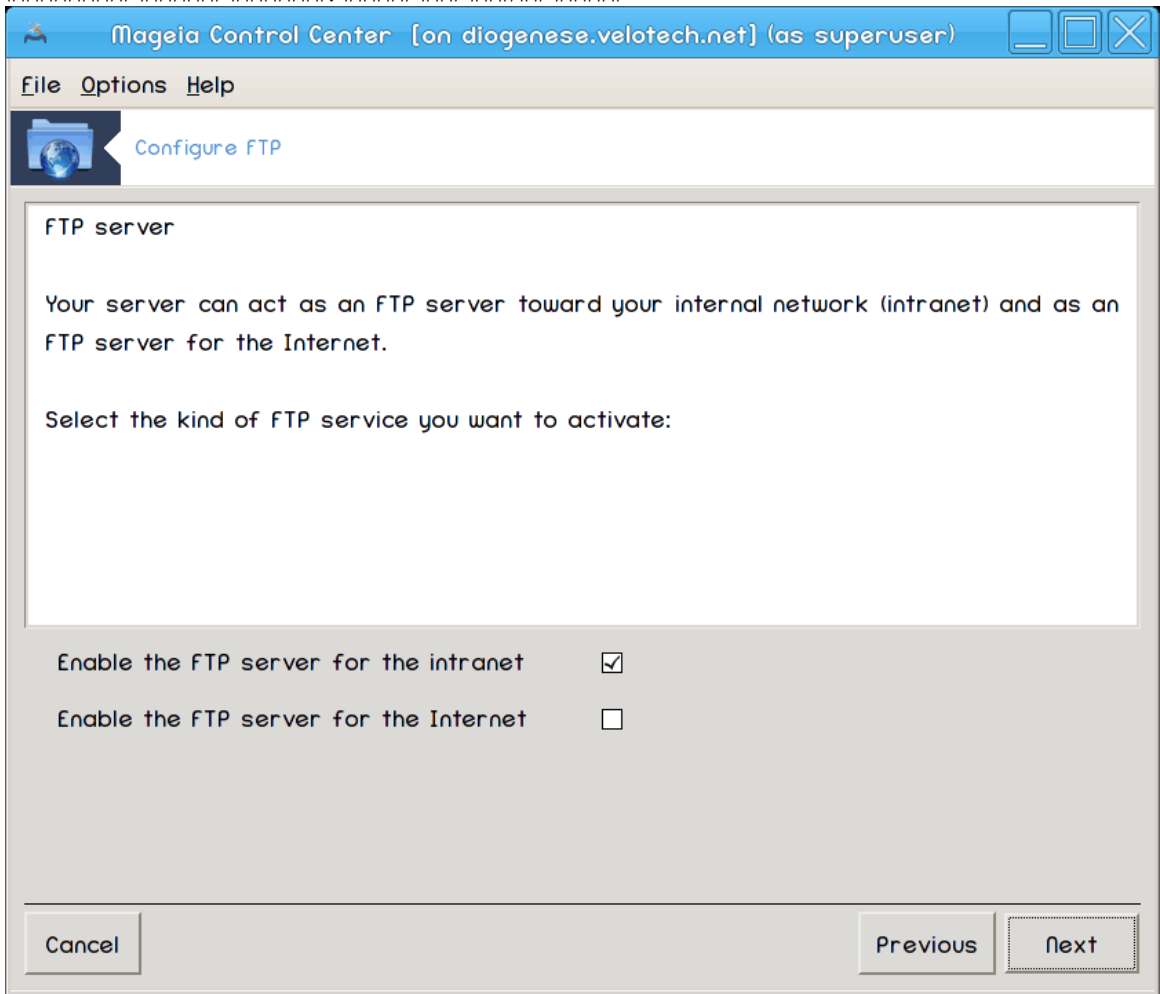 Mageia Control Center [on diogenese.velotech.net] (as superuser)
File Options Help
Configure FTP
FTP server
Your server can act as an FTP server toward your internal network (intranet) and as an
FTP server for the Internet.
Select the kind of FTP service you want to activate:
Enable the FTP server for the intranet
Enable the FTP server for the Internet
Cancel Previous Next